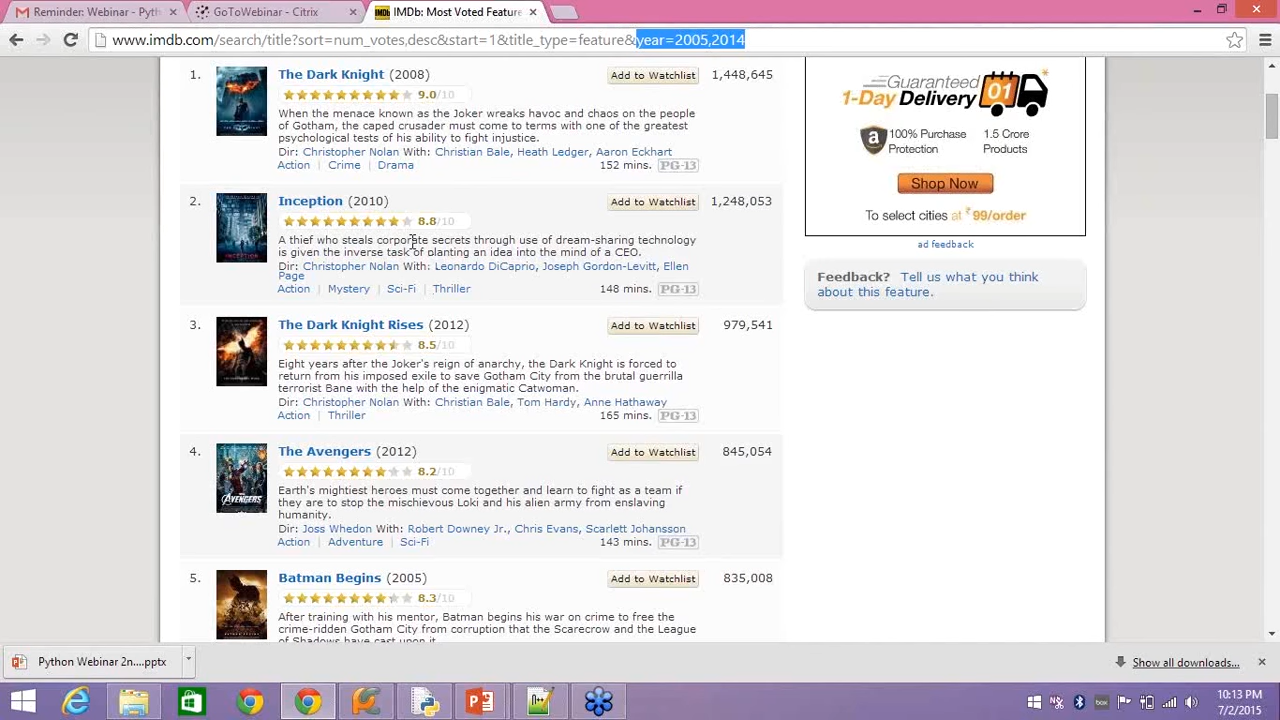 Reminder: Webinar - Pytho
GoToWebinar - Citrix
IMDb: Most Voted Feature
www.imdb.com/search/title?sort=num_votes,desc&start=1&title_type=feature&year=2005,2014
1.
The Dark Knight (2008)
Add to Watchlist
1,448,645
9.0/10
When the menace known as the Joker wreaks havoc and chaos on the people
of Gotham, the caped crusader must come to terms with one of the greatest
psychological tests of his ability to fight injustice.
Dir: Christopher Nolan With: Christian Bale, Heath Ledger, Aaron Eckhart
Action | Crime | Drama
152 mins. PG-13
2.
Inception (2010)
Add to Watchlist
1,248,053
8.8/10
A thief who steals corporate secrets through use of dream-sharing technology
is given the inverse task of planting an idea into the mind of a CEO.
Dir: Christopher Nolan With: Leonardo DiCaprio, Joseph Gordon-Levitt, Ellen
Page
Action | Mystery | Sci-Fi | Thriller
148 mins. PG-13
3.
The Dark Knight Rises (2012)
Add to Watchlist
979,541
8.5/10
Eight years after the Joker's reign of anarchy, the Dark Knight is forced to
return from his imposed exile to save Gotham City from the brutal guerrilla
terrorist Bane with the help of the enigmatic Catwoman.
Dir: Christopher Nolan With: Christian Bale, Tom Hardy, Anne Hathaway
Action | Thriller
165 mins. PG-13
4.
The Avengers (2012)
Add to Watchlist
845,054
8.2/10
AVENGERS
Earth's mightiest heroes must come together and learn to fight as a team if
they are to stop the mischievous Loki and his alien army from enslaving
humanity.
Dir: Joss Whedon With: Robert Downey Jr., Chris Evans, Scarlett Johansson
Action | Adventure | Sci-Fi
143 mins. PG-13
5.
Batman Begins (2005)
Add to Watchlist
835,008
8.3/10
After training with his mentor, Batman begins his war on crime to free the
crime-ridden Gotham City from corruption that the Scarecrow and the League
of Shadows have cast upon it.
Guaranteed
1-Day Delivery 01*
a 100% Purchase
Protection
1.5 Crore
Products
Shop Now
To select cities at ₹99/order
ad feedback
Feedback? Tell us what you think
about this feature.
Python Webinar 2n....pptx
Show all downloads...
10:13 PM
7/2/2015